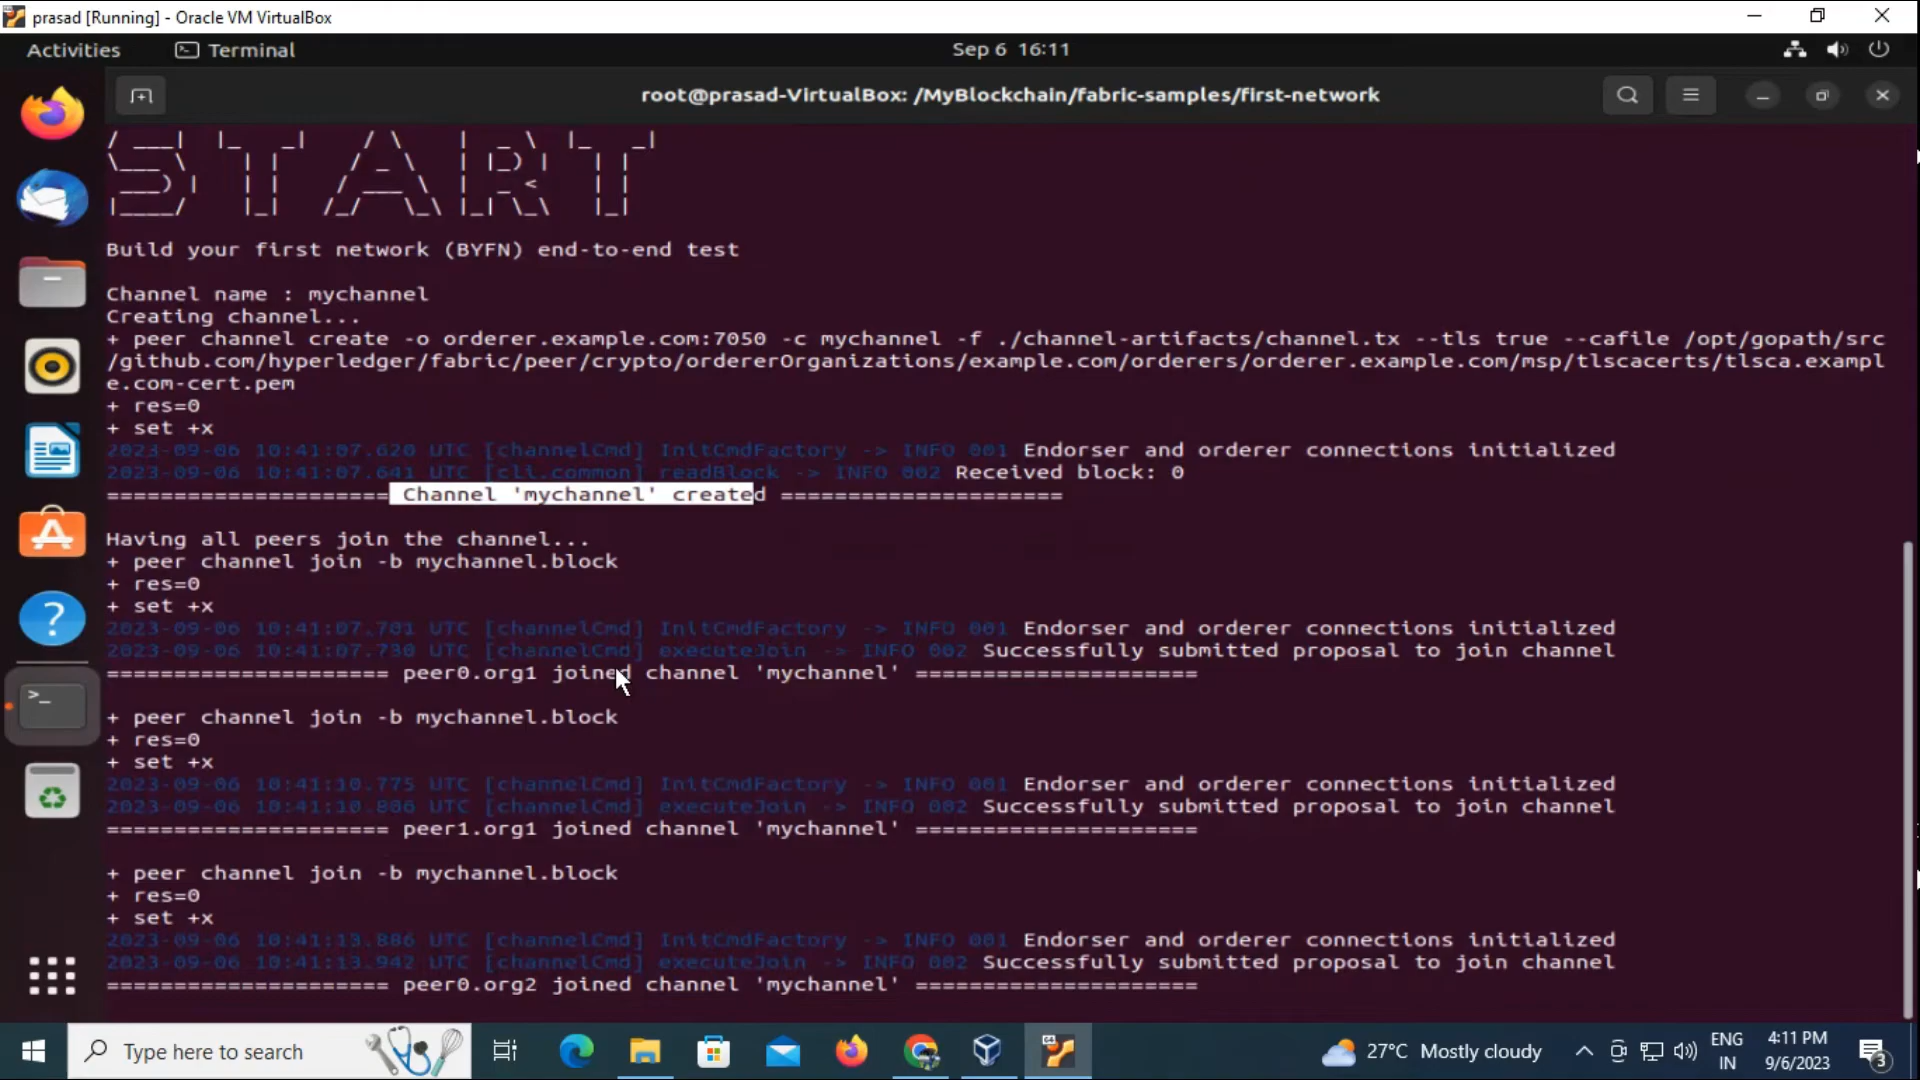 prasad [Running] - Oracle VM VirtualBox
Activities Terminal Sep 6 16:11
root@prasad-VirtualBox: /MyBlockchain/fabric-samples/first-network
START
Build your first network (BYFN) end-to-end test
Channel name : mychannel
Creating channel...
+ peer channel create -o orderer.example.com:7050 -c mychannel -f ./channel-artifacts/channel.tx --tls true --cafile /opt/gopath/src
/github.com/hyperledger/fabric/peer/crypto/ordererOrganizations/example.com/orderers/orderer.example.com/msp/tlscacerts/tlsca.exampl
e.com-cert.pem
+ res=0
+ set +x
2023-09-06 10:41:07.620 UTC [channelCmd] InitCmdFactory -> INFO 001 Endorser and orderer connections initialized
2023-09-06 10:41:07.641 UTC [cli.common] readBlock -> INFO 002 Received block: 0
===================== Channel 'mychannel' created =====================
Having all peers join the channel...
+ peer channel join -b mychannel.block
+ res=0
+ set +x
2023-09-06 10:41:07.701 UTC [channelCmd] InitCmdFactory -> INFO 001 Endorser and orderer connections initialized
2023-09-06 10:41:07.730 UTC [channelCmd] executeJoin -> INFO 002 Successfully submitted proposal to join channel
===================== peer0.org1 joined channel 'mychannel' =====================
+ peer channel join -b mychannel.block
+ res=0
+ set +x
2023-09-06 10:41:10.775 UTC [channelCmd] InitCmdFactory -> INFO 001 Endorser and orderer connections initialized
2023-09-06 10:41:10.806 UTC [channelCmd] executeJoin -> INFO 002 Successfully submitted proposal to join channel
===================== peer1.org1 joined channel 'mychannel' =====================
+ peer channel join -b mychannel.block
+ res=0
+ set +x
2023-09-06 10:41:13.886 UTC [channelCmd] InitCmdFactory -> INFO 001 Endorser and orderer connections initialized
2023-09-06 10:41:13.942 UTC [channelCmd] executeJoin -> INFO 002 Successfully submitted proposal to join channel
===================== peer0.org2 joined channel 'mychannel' =====================
Type here to search
27°C Mostly cloudy
ENG
IN
4:11 PM
9/6/2023
3